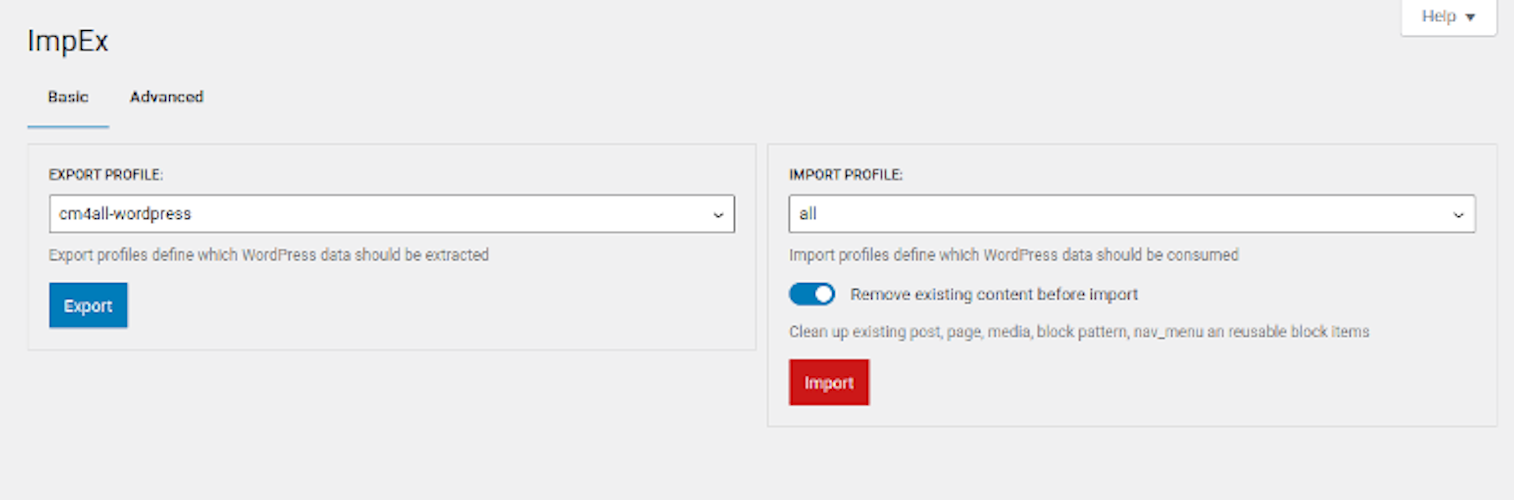 Help
ImpEx
Basic Advanced
EXPORT PROFILE:
cm4all-wordpress
Export profiles define which WordPress data should be extracted
Export
IMPORT PROFILE:
all
Import profiles define which WordPress data should be consumed
Remove existing content before import
Clean up existing post, page, media, block pattern, nav_menu an reusable block items
Import